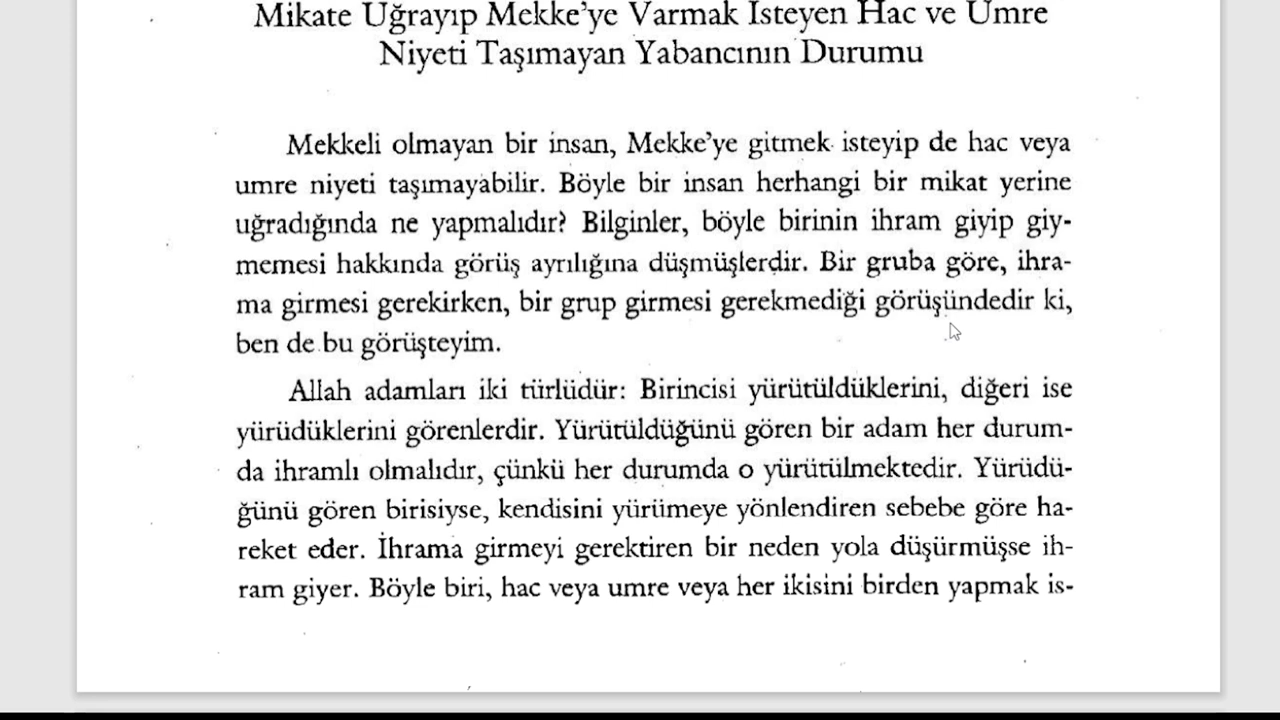 Mikate Uğrayıp Mekke’ye Varmak İsteyen Hac ve Umre
Niyeti Taşımayan Yabancının Durumu
Mekkeli olmayan bir insan, Mekke’ye gitmek isteyip de hac veya
umre niyeti taşımayabilir. Böyle bir insan herhangi bir mikat yerine
uğradığında ne yapmalıdır? Bilginler, böyle birinin ihram giyip giy-
memesi hakkında görüş ayrılığına düşmüşlerdir. Bir gruba göre, ihra-
ma girmesi gerekirken, bir grup girmesi gerekmediği görüşündedir ki,
ben de bu görüşteyim.
Allah adamları iki türlüdür: Birincisi yürütüldüklerini, diğeri ise
yürüdüklerini görenlerdir. Yürütüldüğünü gören bir adam her durum-
da ihramlı olmalıdır, çünkü her durumda o yürütülmektedir. Yürüdü-
ğünü gören birisiyse, kendisini yürümeye yönlendiren sebebe göre ha-
reket eder. İhrama girmeyi gerektiren bir neden yola düşürmüşse ih-
ram giyer. Böyle biri, hac veya umre veya her ikisini birden yapmak is-